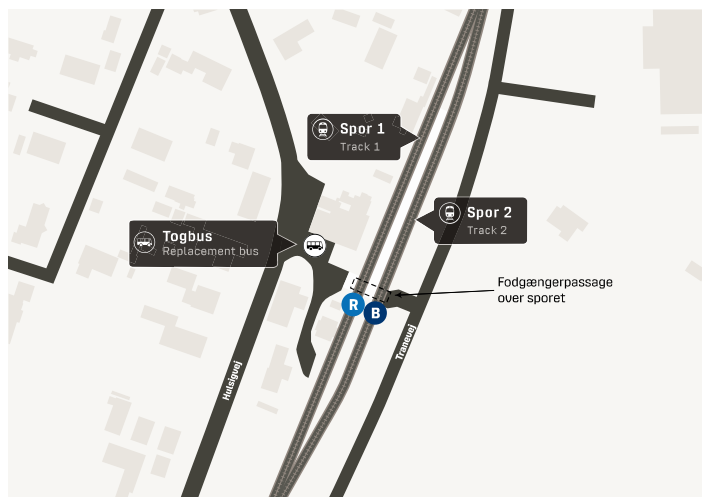 Spor 1
Track 1
Spor 2
Track 2
Togbus
Replacement bus
Fodgængerpassage
over sporet
R
B
Tranevej
Hulsigvej